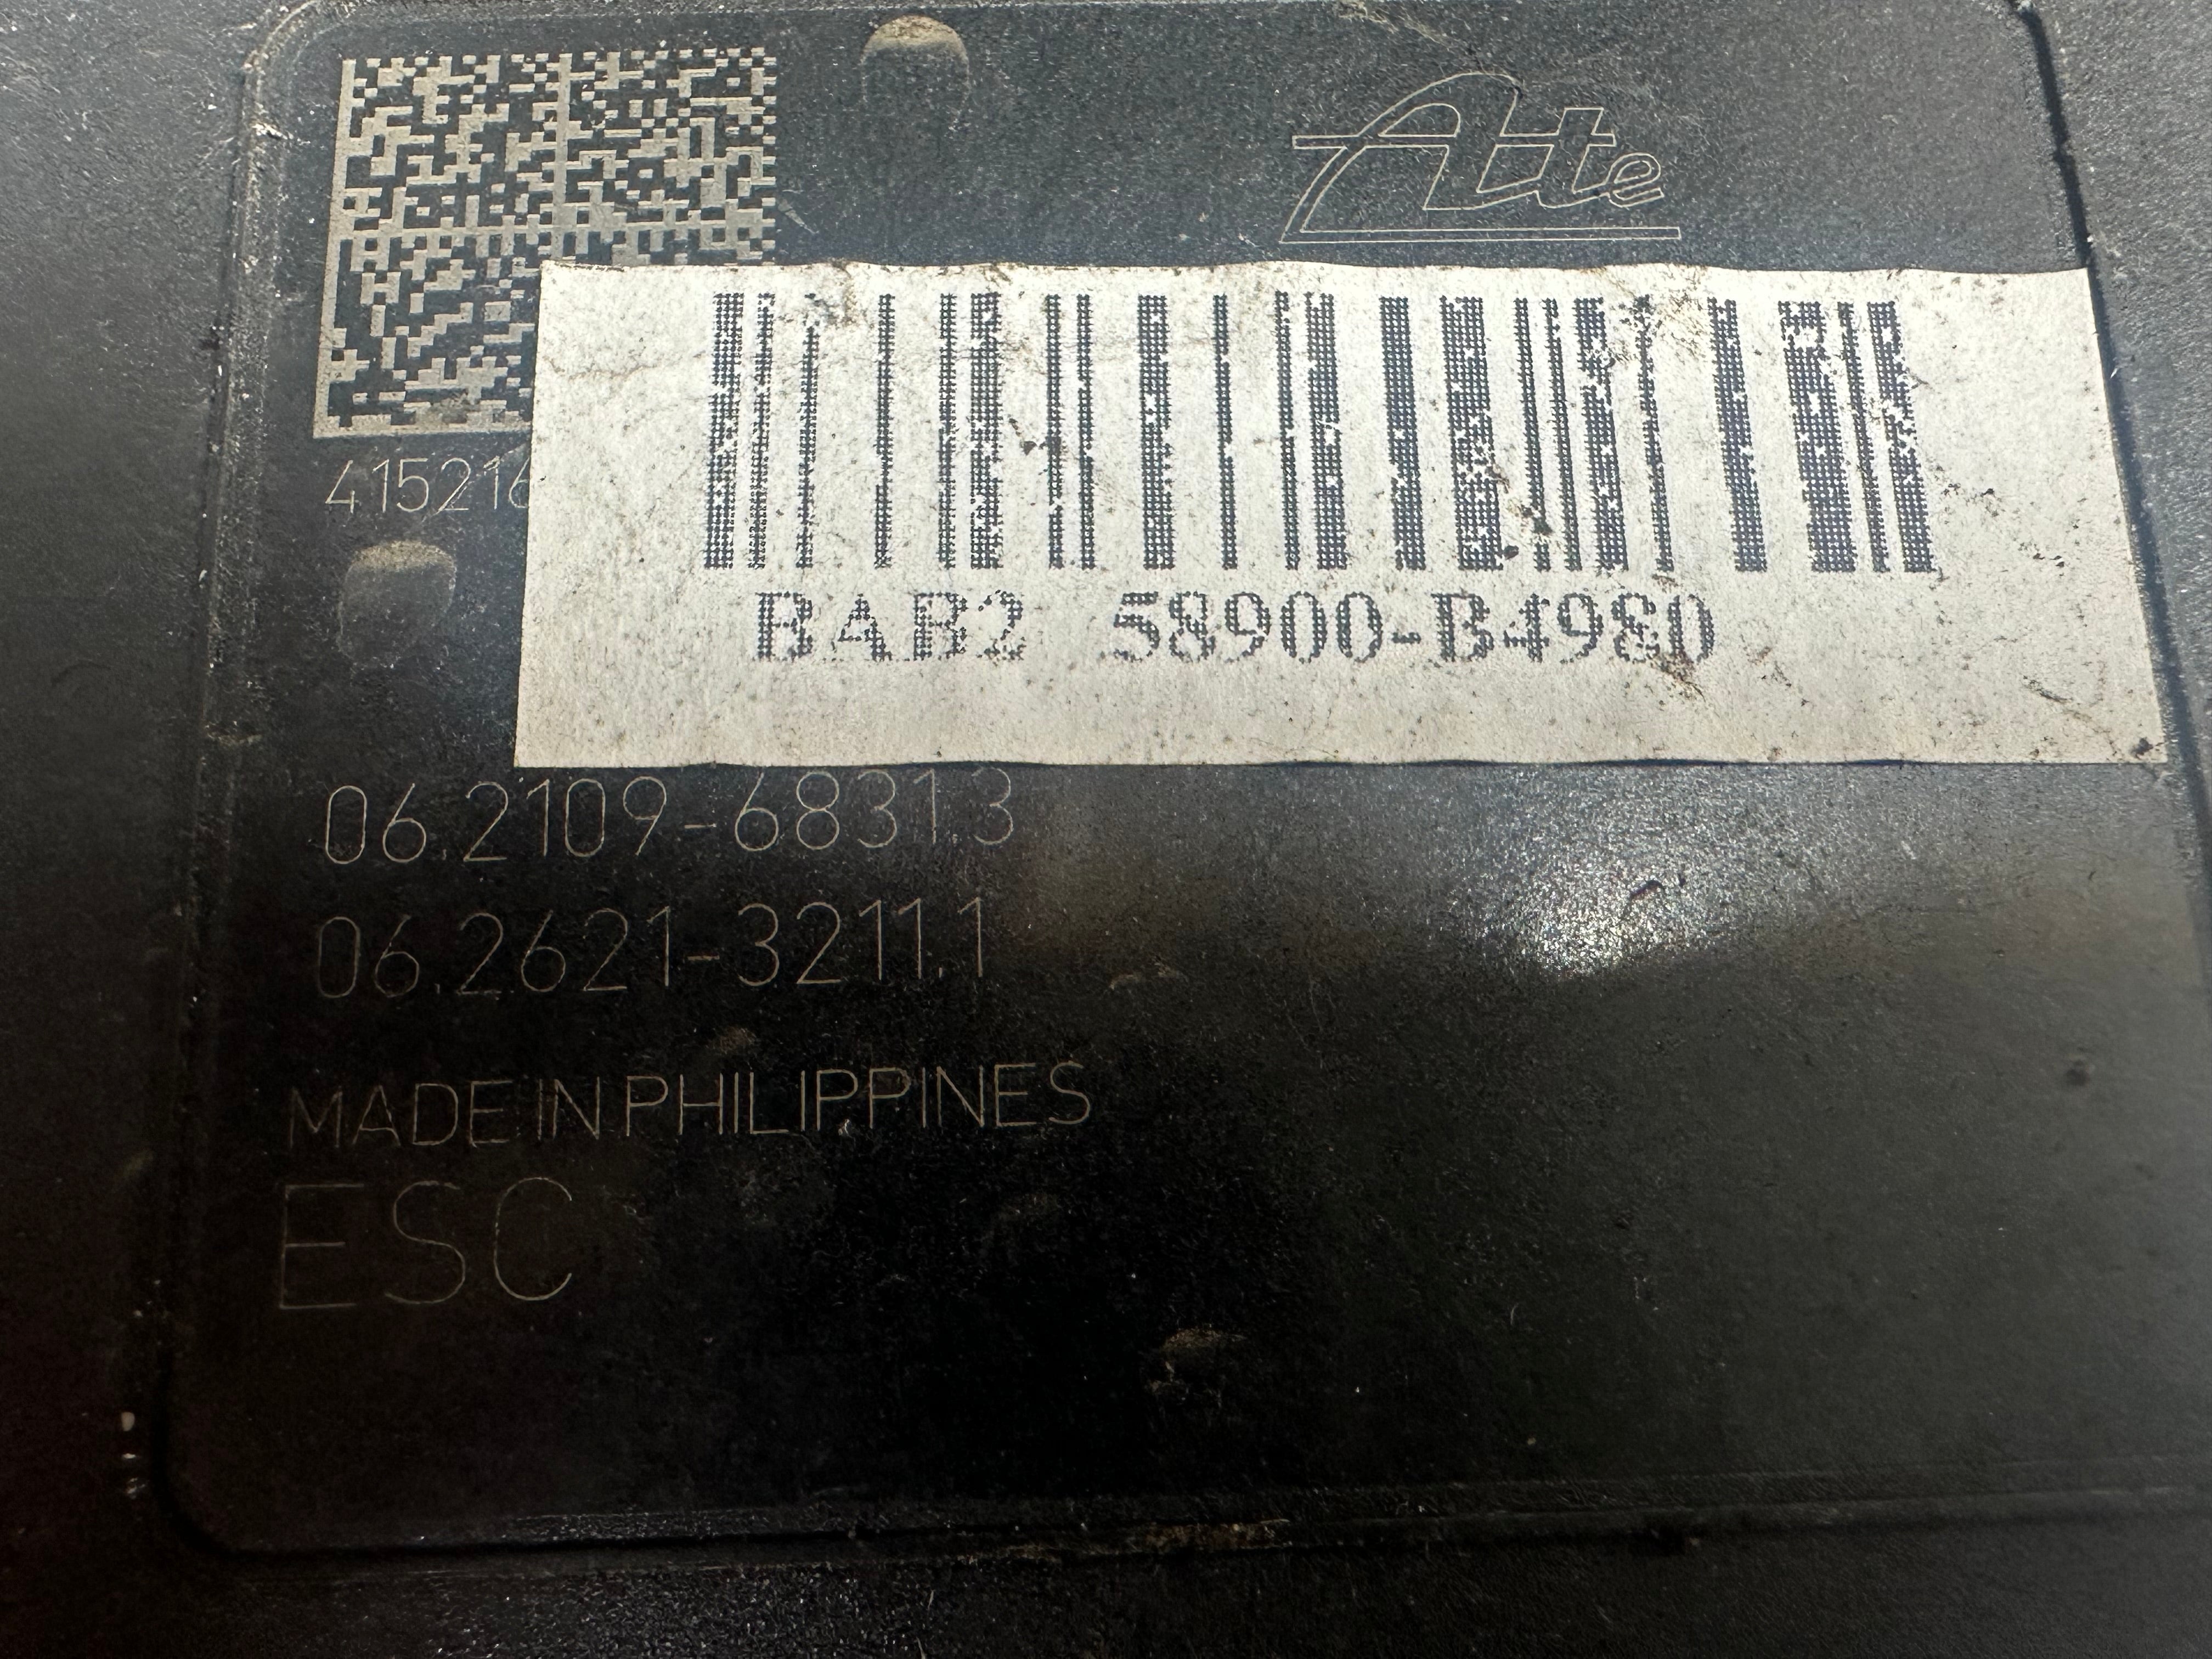 Ate
415216
BAB2 58900-B4980
06.2109-6831.3
06.2621-3211.1
MADE IN PHILIPPINES
ESC